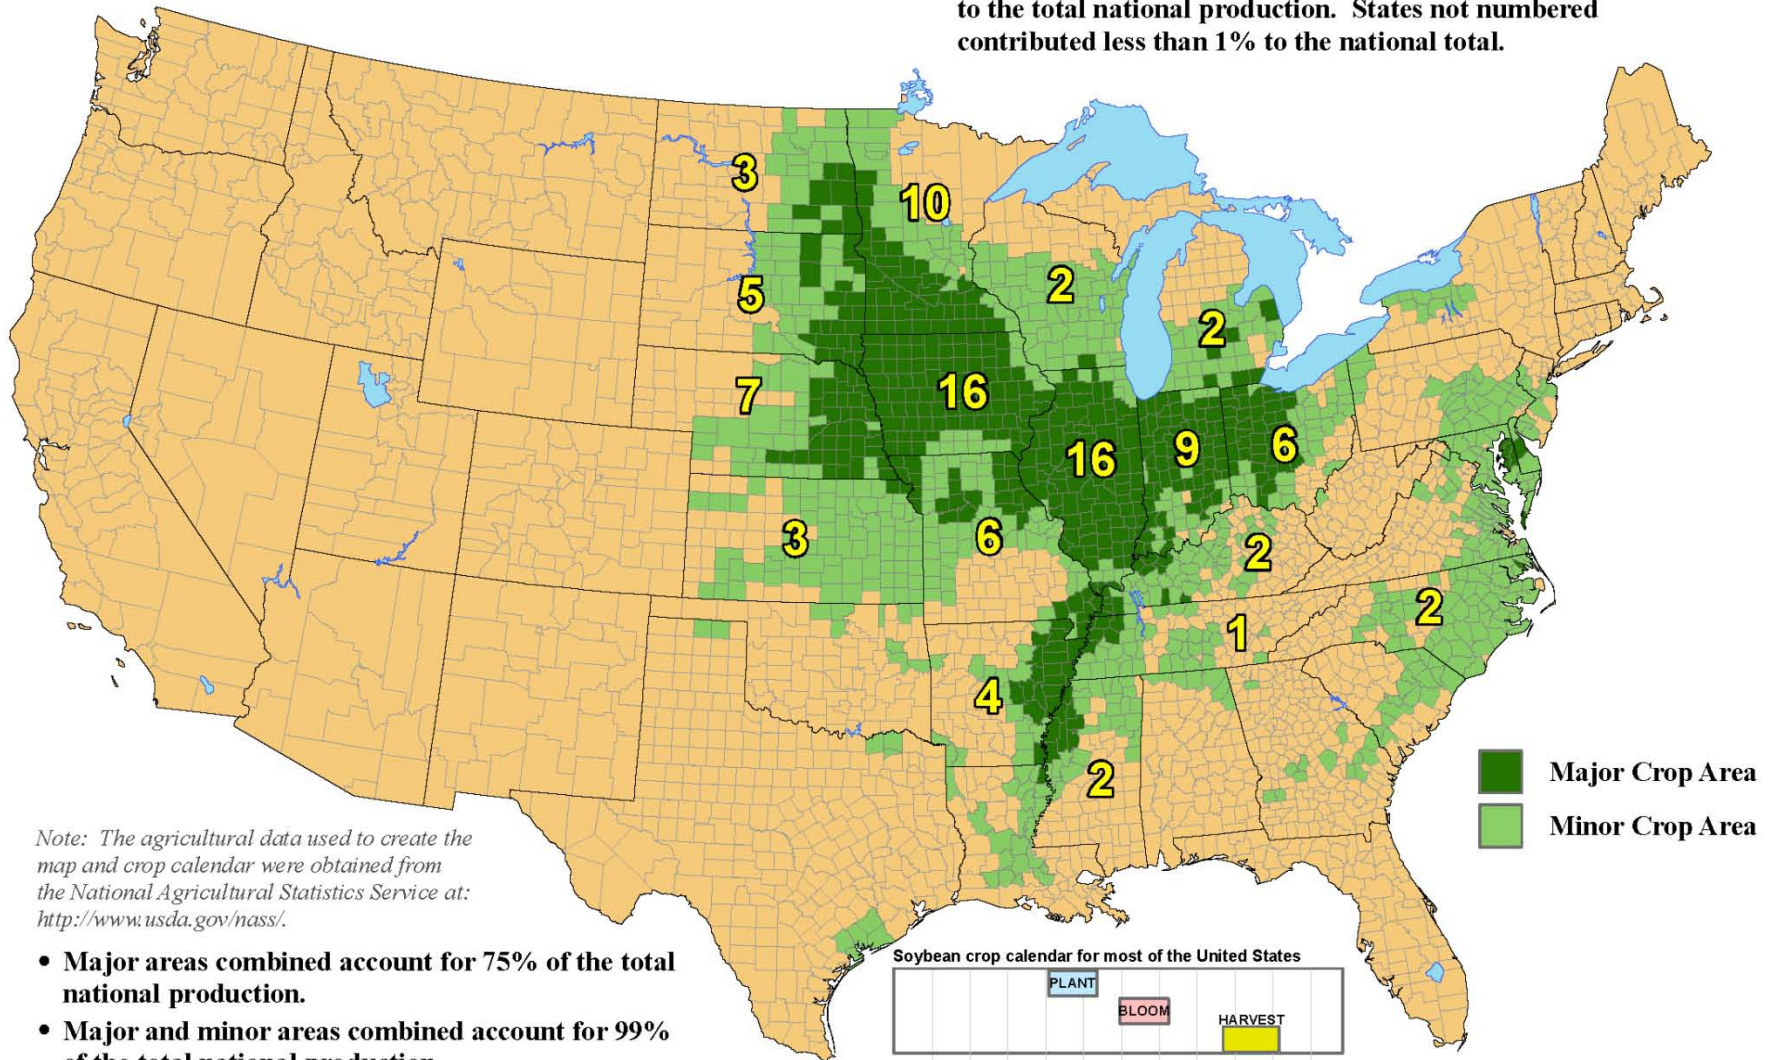 to the total national production. States not numbered
contributed less than 1% to the national total.
3
10
5
2
2
7
16
16
9
6
3
6
2
2
1
4
2
Major Crop Area
Minor Crop Area
Note: The agricultural data used to create the
map and crop calendar were obtained from
the National Agricultural Statistics Service at:
http://www.usda.gov/nass/.
• Major areas combined account for 75% of the total
national production.
• Major and minor areas combined account for 99%
of the total national production
Soybean crop calendar for most of the United States
PLANT
BLOOM
HARVEST